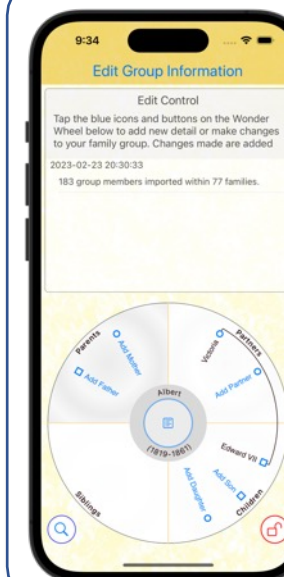 9:34
Edit Group Information
Edit Control
Tap the blue icons and buttons on the Wonder
Wheel below to add new detail or make changes
to your family group. Changes made are added
2023-02-23 20:30:33
183 group members imported within 77 families.
Parents
Add Mother
Add Father
Partners
Victoria
Add Partner
Albert
(1819-1861)
Edward VII
Add Son
Add Daughter
Children
Siblings